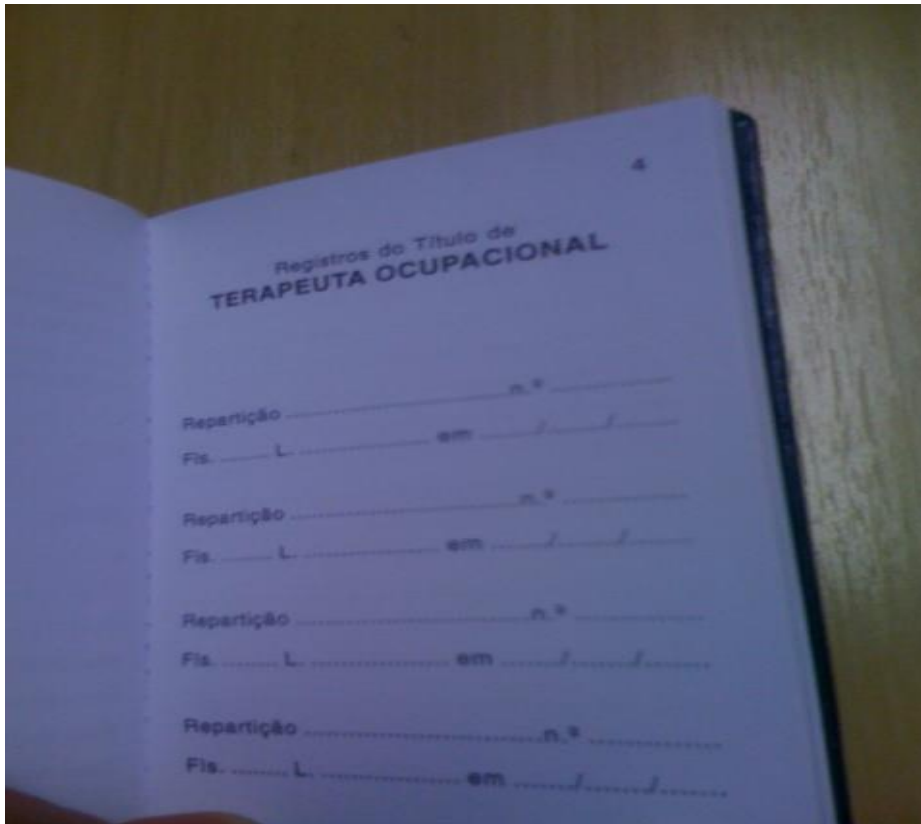 4
Registros do Título de
TERAPEUTA OCUPACIONAL
Repartição ........................................ n.º .....................
Fls. ......... L. ........................ em ......./......../........
Repartição ........................................ n.º .....................
Fls. ......... L. ........................ em ......./......../........
Repartição ........................................ n.º .....................
Fls. ......... L. ........................ em ......./......../........
Repartição ........................................ n.º .....................
Fls. ......... L. ........................ em ......./......../........